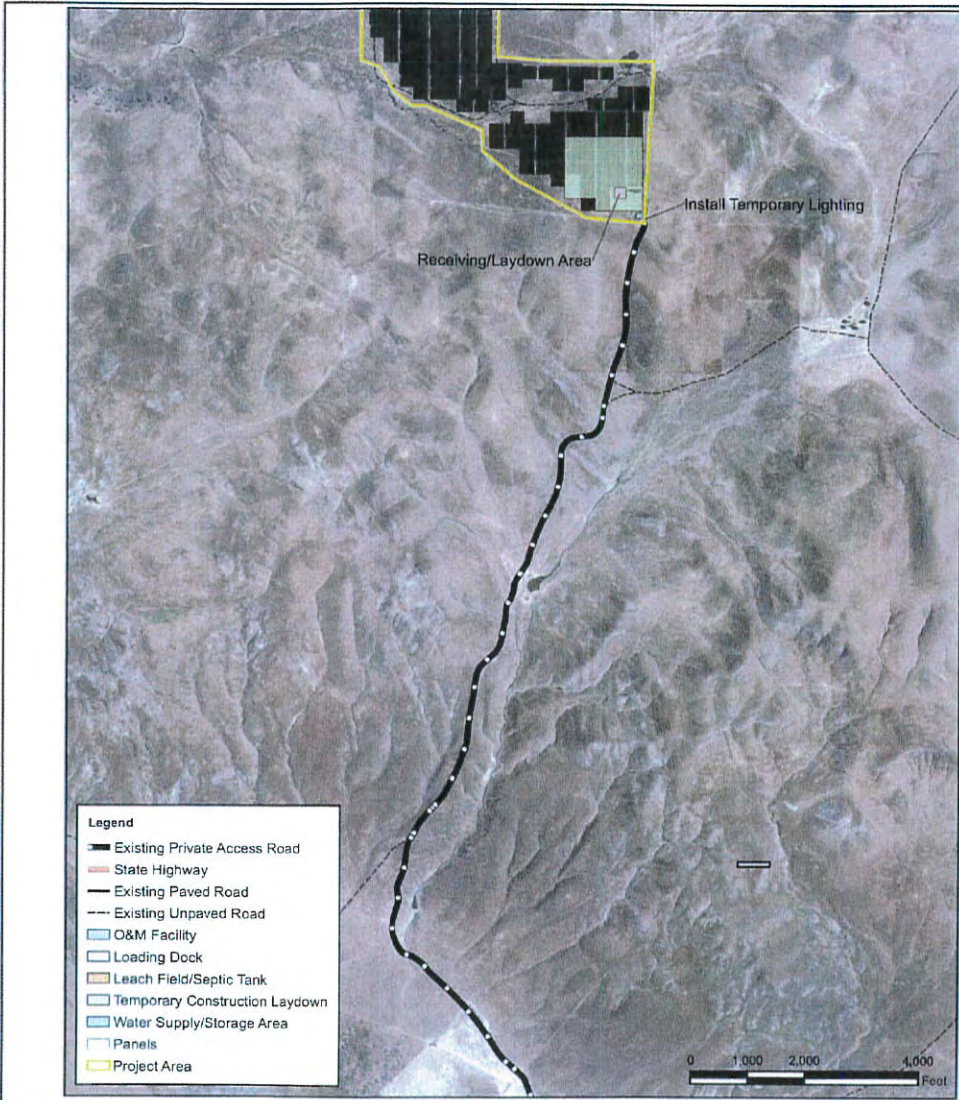 Install Temporary Lighting
Receiving/Laydown Area
Legend
Existing Private Access Road
State Highway
Existing Paved Road
Existing Unpaved Road
O&M Facility
Loading Dock
Leach Field/Septic Tank
Temporary Construction Laydown
Water Supply/Storage Area
Panels
Project Area
0 1,000 2,000 4,000
Feet